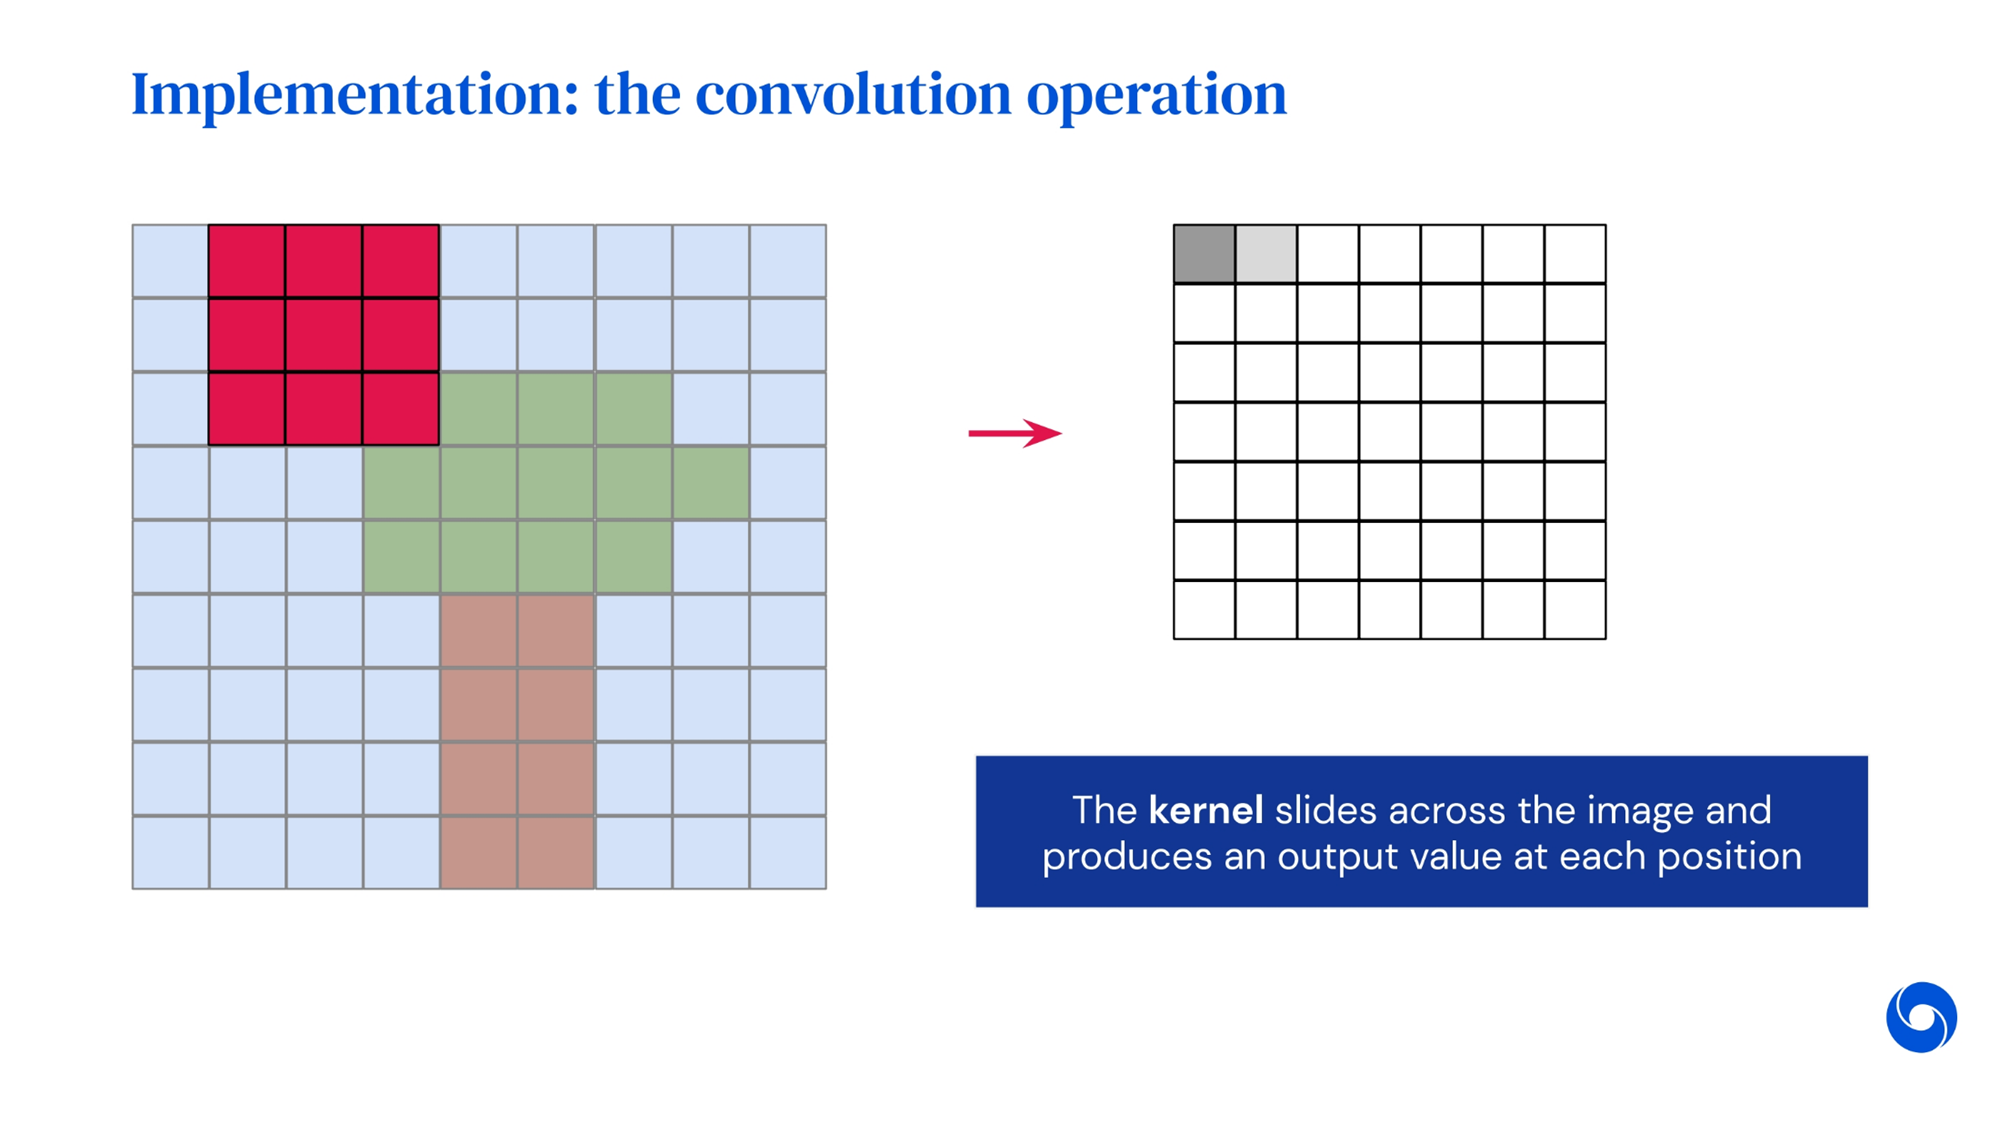 Implementation: the convolution operation
The kernel slides across the image and
produces an output value at each position